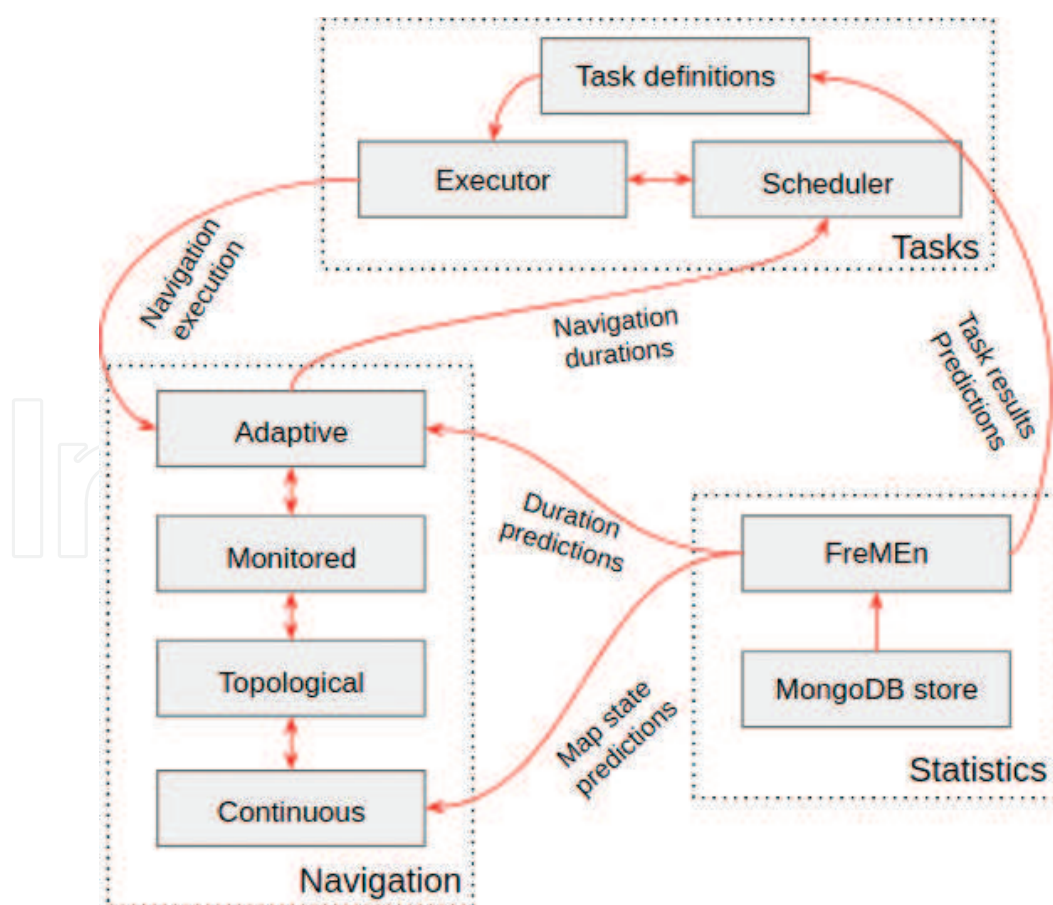 Task definitions
Executor
Scheduler
Tasks
Navigation
execution
Navigation
durations
Task results
Predictions
Adaptive
Monitored
Topological
Continuous
Navigation
Duration
predictions
Map state
predictions
FreMEn
MongoDB store
Statistics